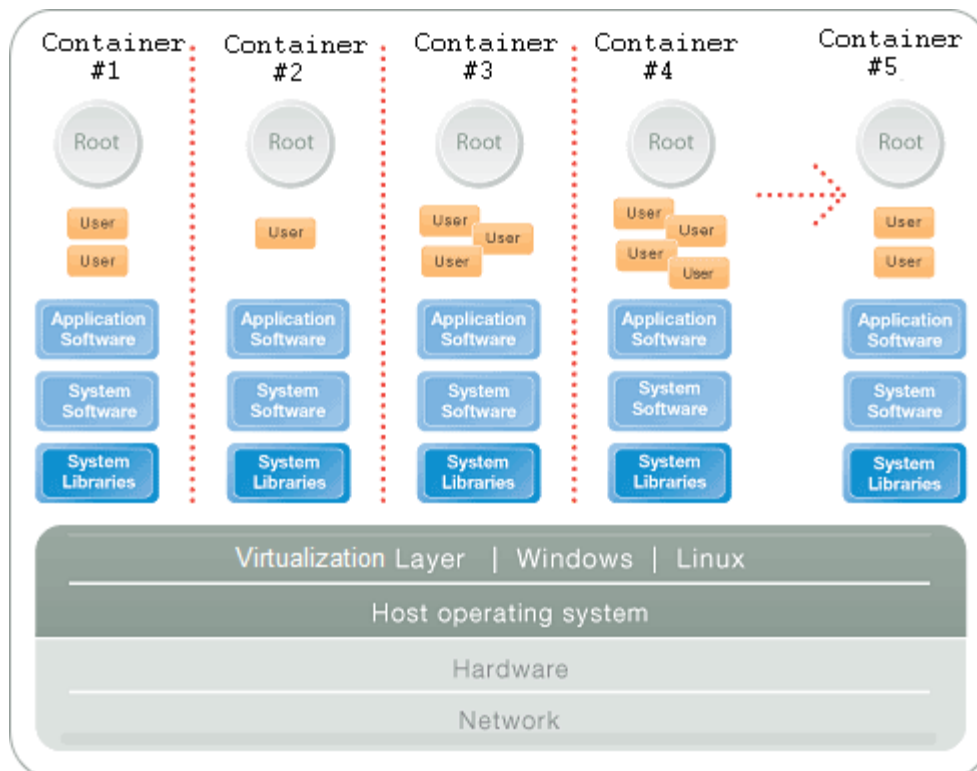 Container #1
Container #2
Container #3
Container #4
Container #5
Root
Root
Root
Root
Root
User
User
User
User
User
User
User
User
User
User
User
User
Application Software
Application Software
Application Software
Application Software
Application Software
System Software
System Software
System Software
System Software
System Software
System Libraries
System Libraries
System Libraries
System Libraries
System Libraries
Virtualization Layer | Windows | Linux
Host operating system
Hardware
Network